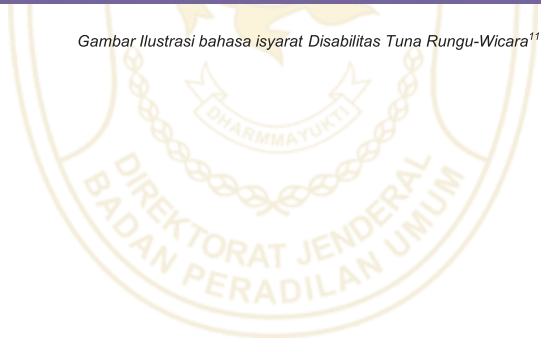 Gambar Ilustrasi bahasa isyarat Disabilitas Tuna Rungu-Wicara11
DHARMMAYUKTI
DIREKTORAT JENDERAL
BADAN PERADILAN UMUM